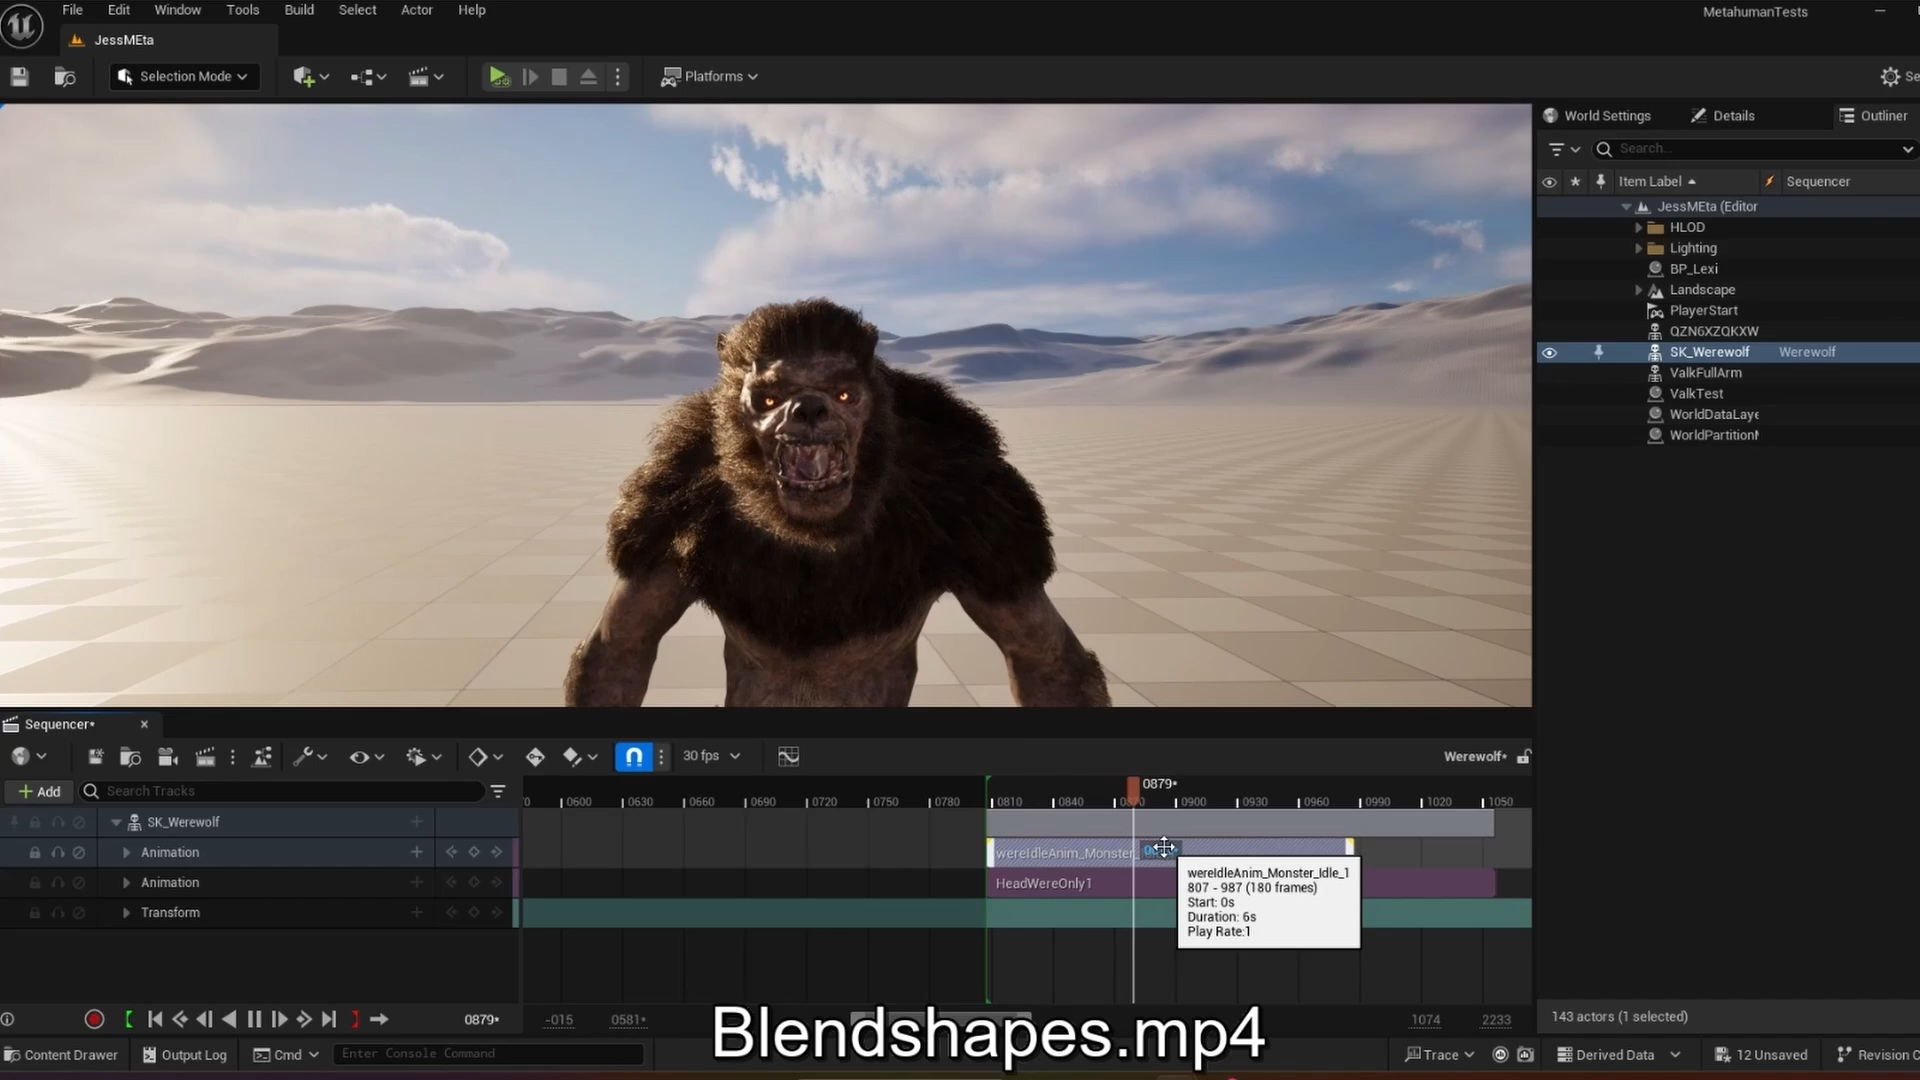 File Edit Window Tools Build Select Actor Help
MetahumanTests
JessMEta
Selection Mode
Platforms
Se
World Settings Details Outliner
Search...
Item Label Sequencer
JessMEta (Editor
HLOD
Lighting
BP_Lexi
Landscape
PlayerStart
QZN6XZQKXW
SK_Werewolf Werewolf
ValkFullArm
ValkTest
WorldDataLaye
WorldPartitionM
Sequencer*
30 fps
Werewolf*
Add
Search Tracks
0879*
0600 0630 0660 0690 0720 0750 0780 0810 0840 0870 0900 0930 0960 0990 1020 1050
SK_Werewolf
Animation
wereIdleAnim_Monster_
Animation
HeadWereOnly1
Transform
wereIdleAnim_Monster_Idle_1
807 - 987 (180 frames)
Start: 0s
Duration: 6s
Play Rate:1
0879*
-015 0581*
1074 2233
143 actors (1 selected)
Blendshapes.mp4
Content Drawer Output Log Cmd Enter Console Command
Trace Derived Data 12 Unsaved Revision C